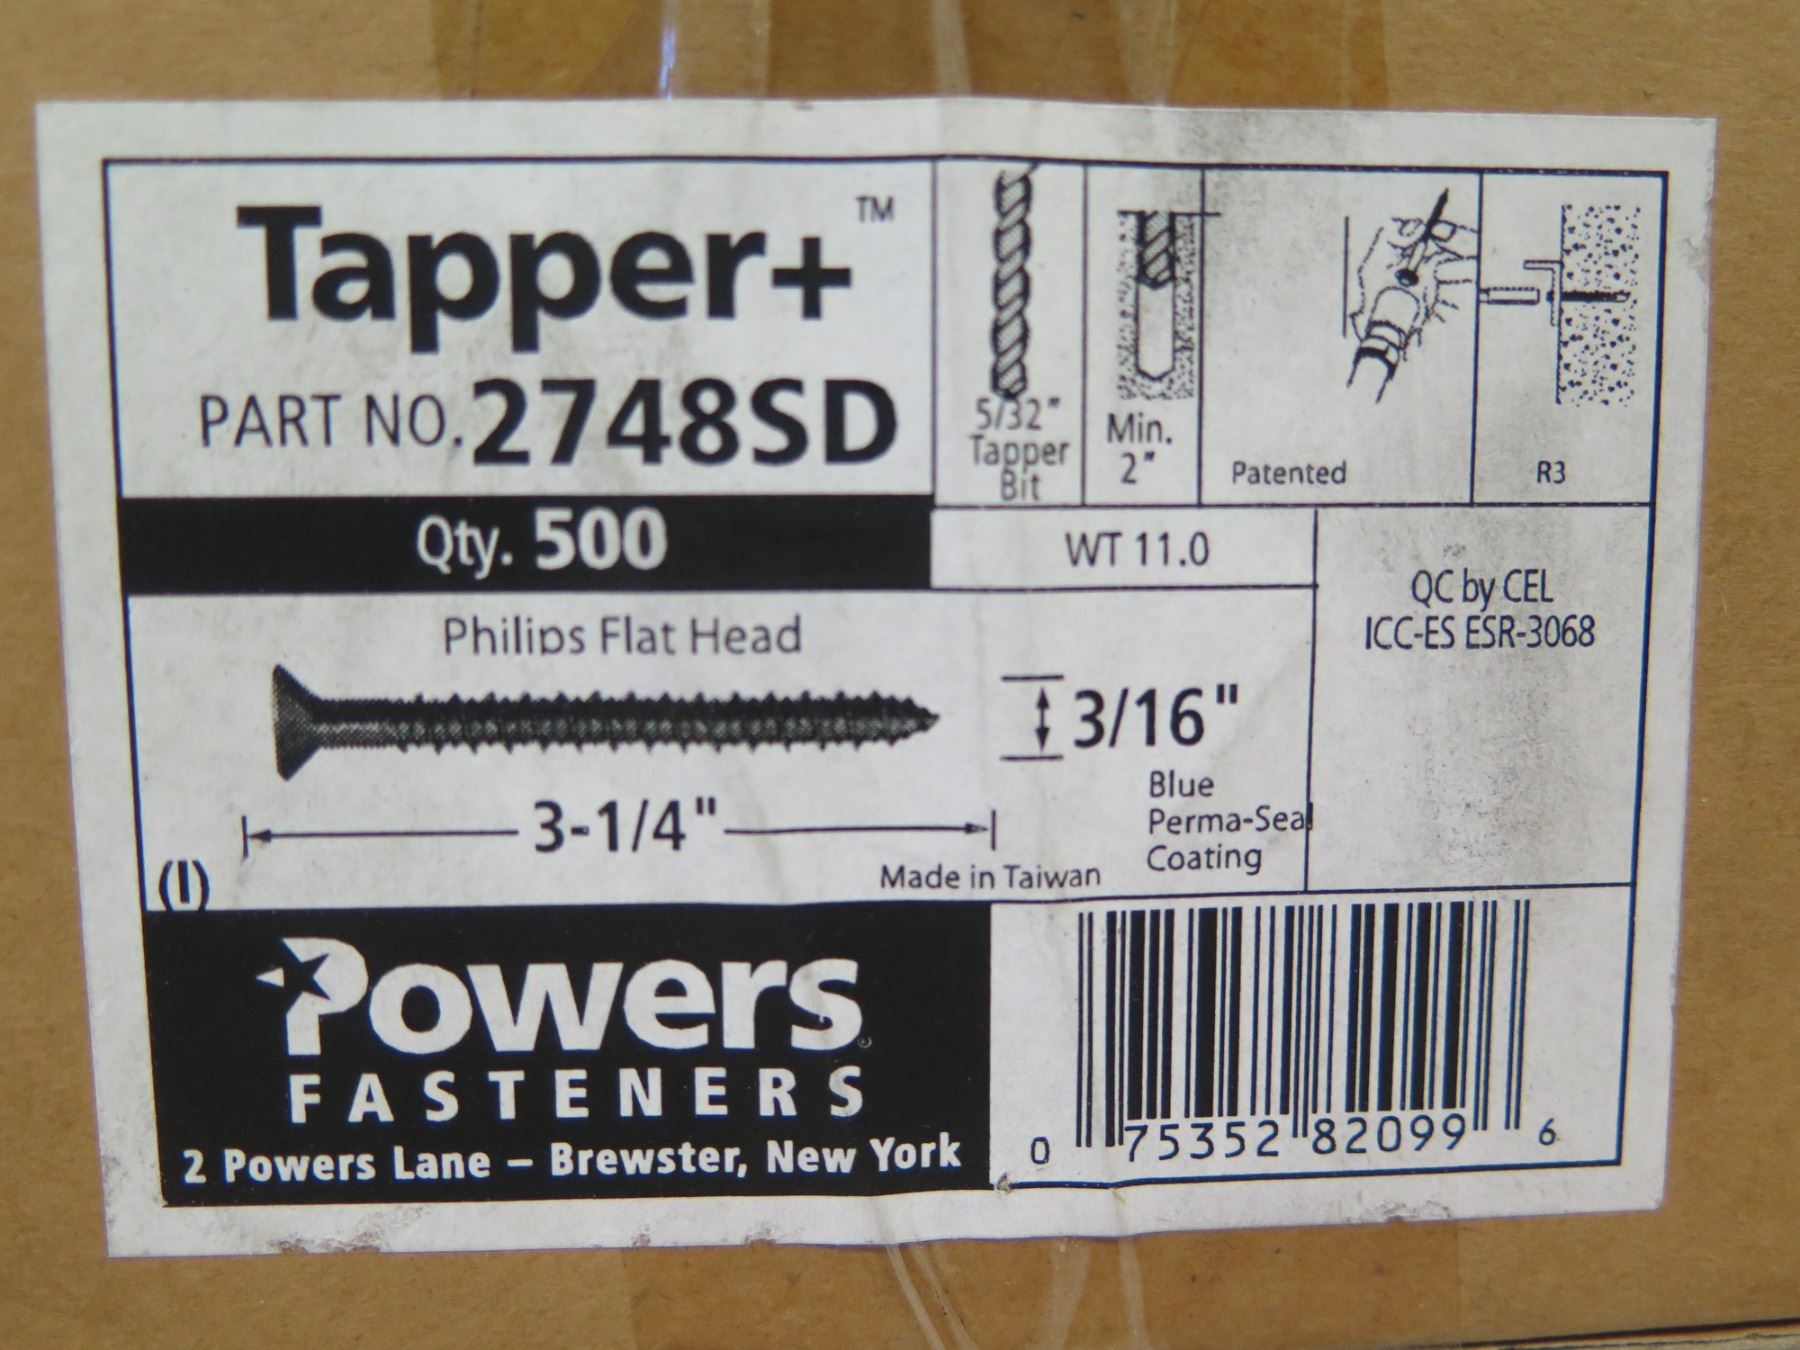 Tapper+™
PART NO. 2748SD
Qty. 500
5/32"
Tapper
Bit
Min.
2"
Patented
R3
WT 11.0
QC by CEL
ICC-ES ESR-3068
Philips Flat Head
3/16"
3-1/4"
Blue
Perma-Seal
Coating
Made in Taiwan
(I)
Powers
FASTENERS
2 Powers Lane – Brewster, New York
0 75352 82099 6